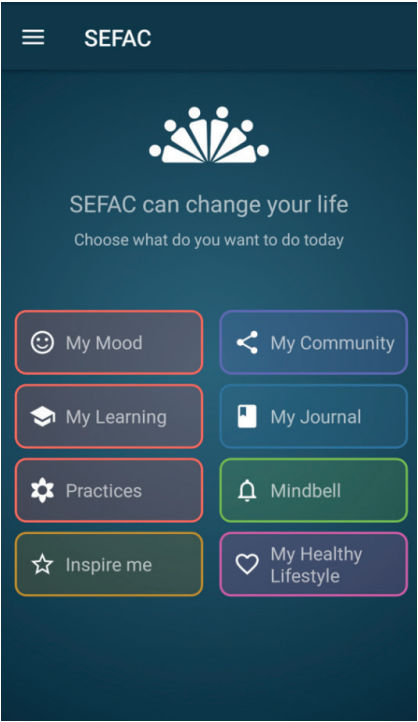 SEFAC
SEFAC can change your life
Choose what do you want to do today
My Mood
My Community
My Learning
My Journal
Practices
Mindbell
Inspire me
My Healthy
Lifestyle